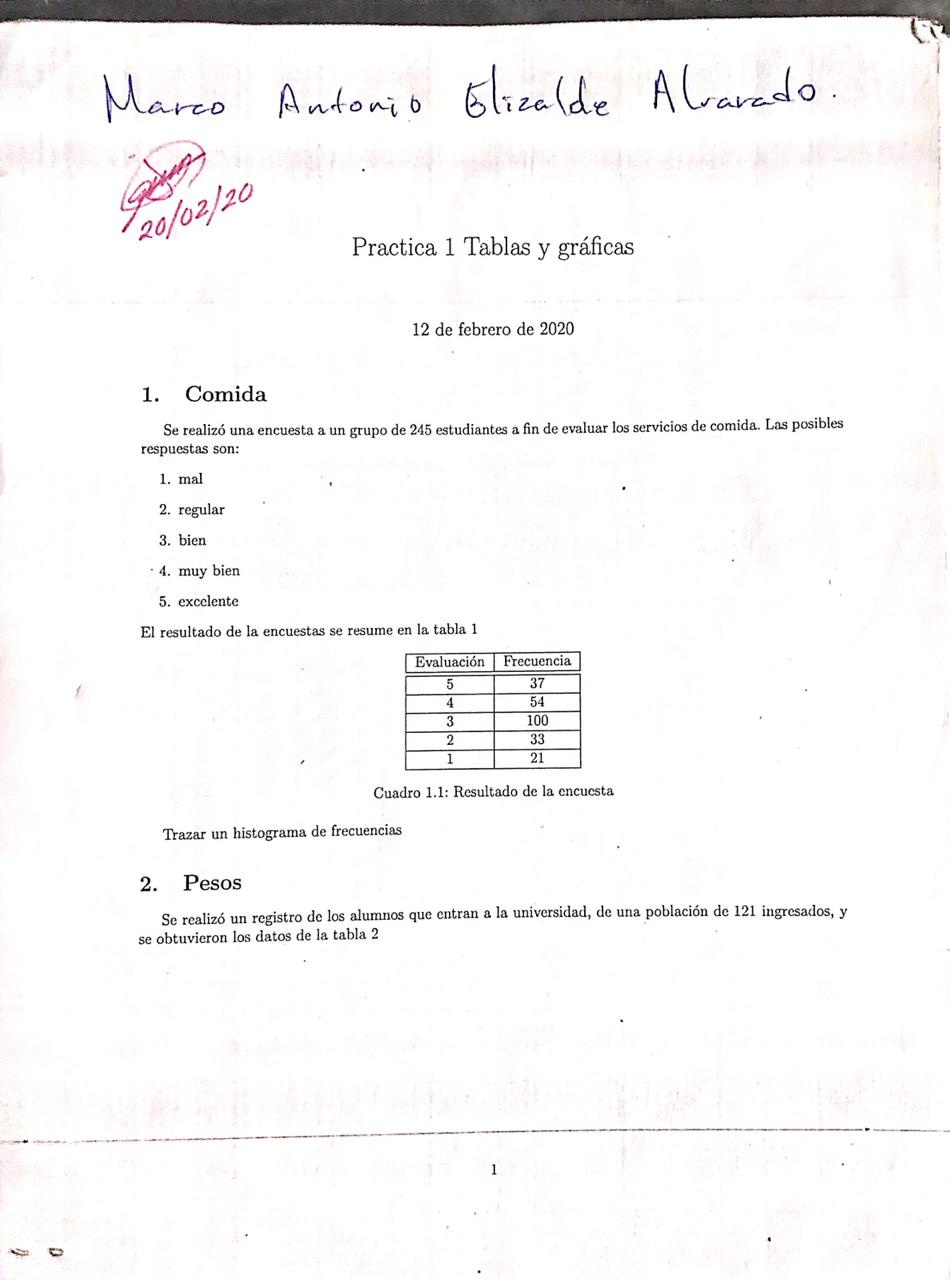 Marco Antonio Elizalde Alvarado.
20/02/20
Practica 1 Tablas y gráficas
12 de febrero de 2020
1. Comida
Se realizó una encuesta a un grupo de 245 estudiantes a fin de evaluar los servicios de comida. Las posibles
respuestas son:
1. mal
2. regular
3. bien
4. muy bien
5. excelente
El resultado de la encuestas se resume en la tabla 1
Evaluación Frecuencia
5 37
4 54
3 100
2 33
1 21
Cuadro 1.1: Resultado de la encuesta
Trazar un histograma de frecuencias
2. Pesos
Se realizó un registro de los alumnos que entran a la universidad, de una población de 121 ingresados, y
se obtuvieron los datos de la tabla 2
1